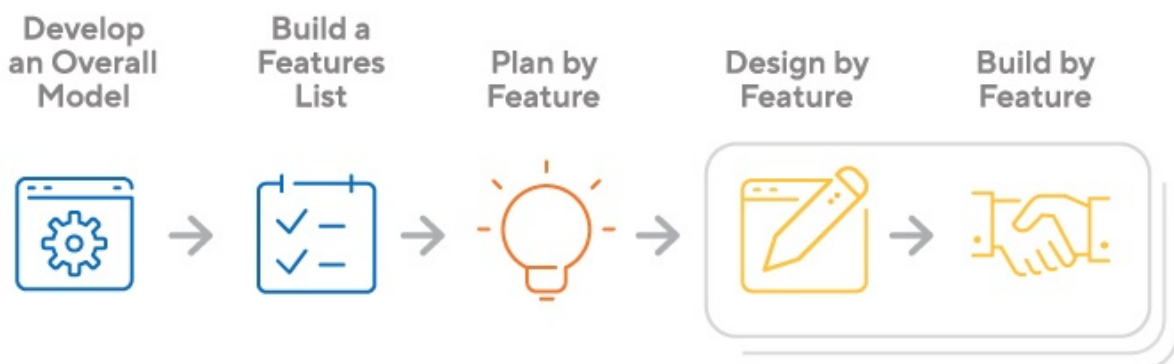 Develop
an Overall
Model
Build a
Features
List
Plan by
Feature
Design by
Feature
Build by
Feature